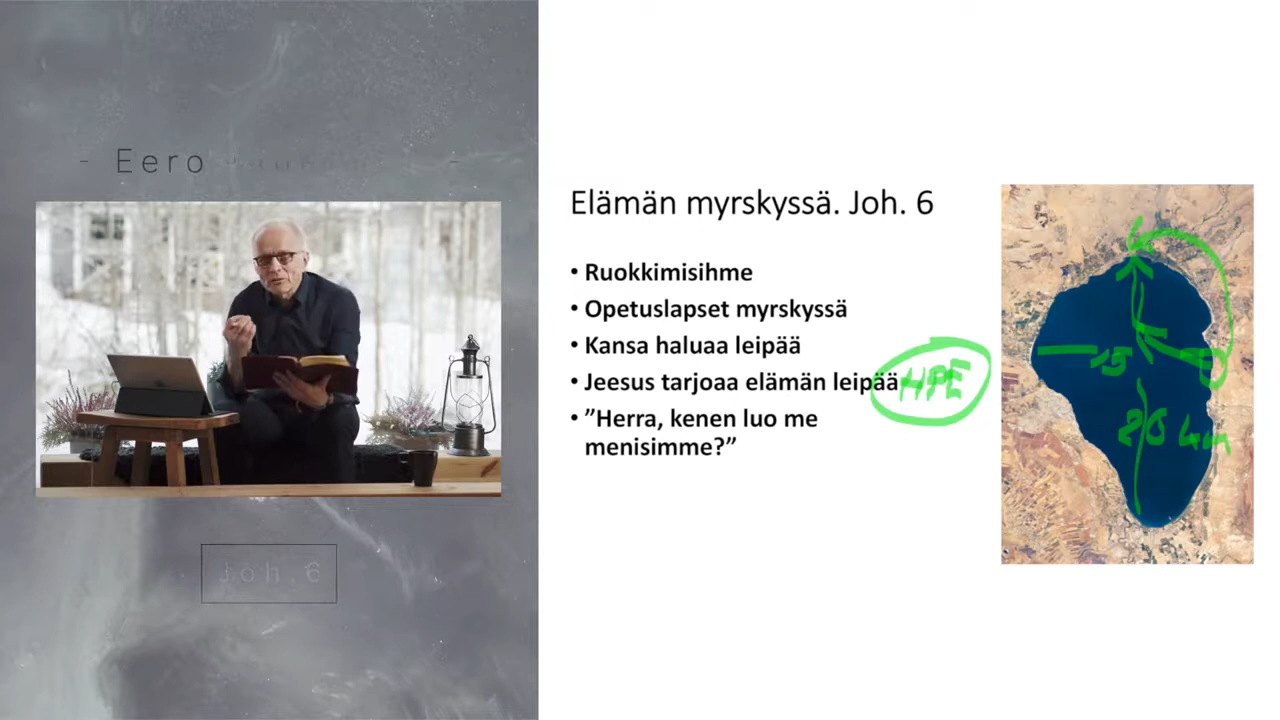 - Eero
Joh.6
Elämän myrskyssä. Joh. 6
• Ruokkimisihme
• Opetuslapset myrskyssä
• Kansa haluaa leipää
• Jeesus tarjoaa elämän leipää
HPE
• ”Herra, kenen luo me
menisimme?”
15
20 km